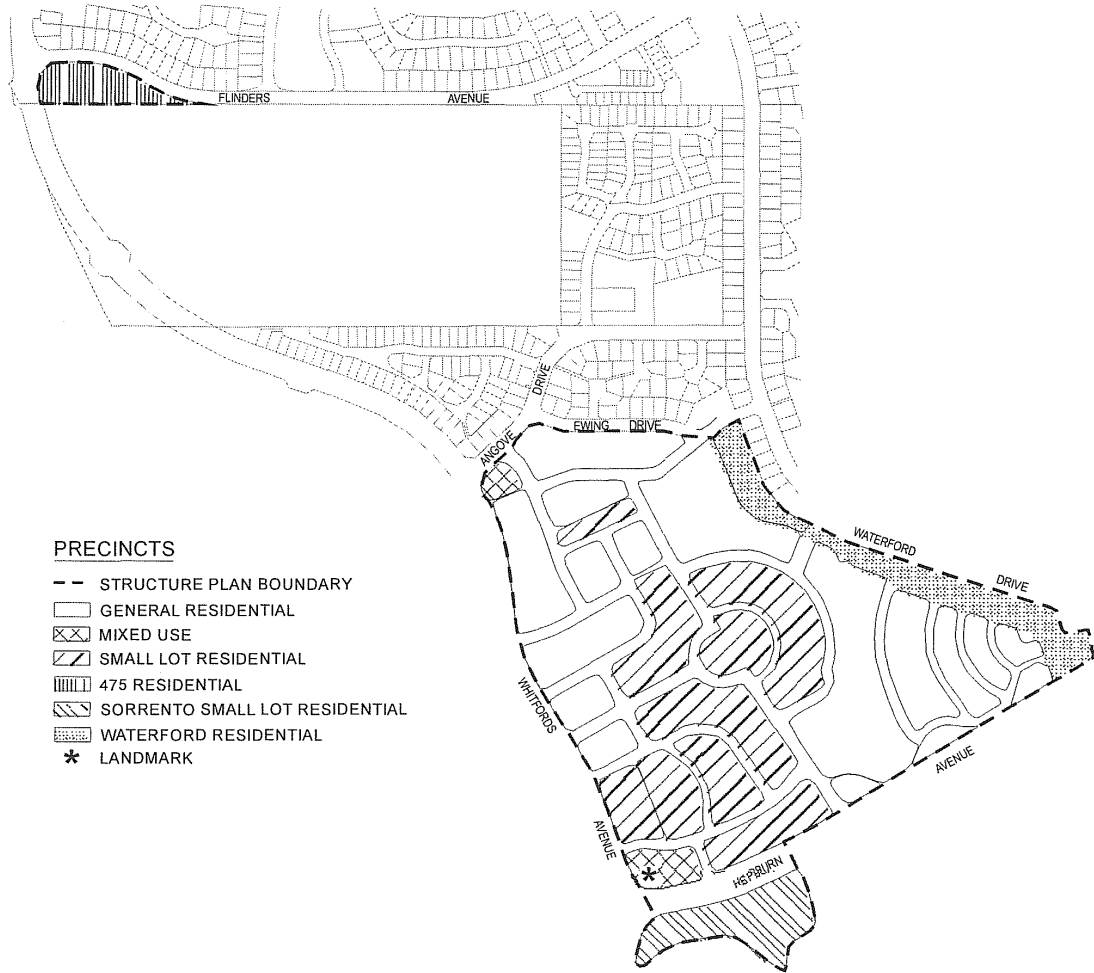 FLINDERS AVENUE
DRIVE
EWING DRIVE
ANGOVE
WATERFORD
DRIVE
PRECINCTS
STRUCTURE PLAN BOUNDARY
GENERAL RESIDENTIAL
MIXED USE
SMALL LOT RESIDENTIAL
475 RESIDENTIAL
SORRENTO SMALL LOT RESIDENTIAL
WATERFORD RESIDENTIAL
* LANDMARK
WHITFORDS
AVENUE
AVENUE
*
HEPBURN